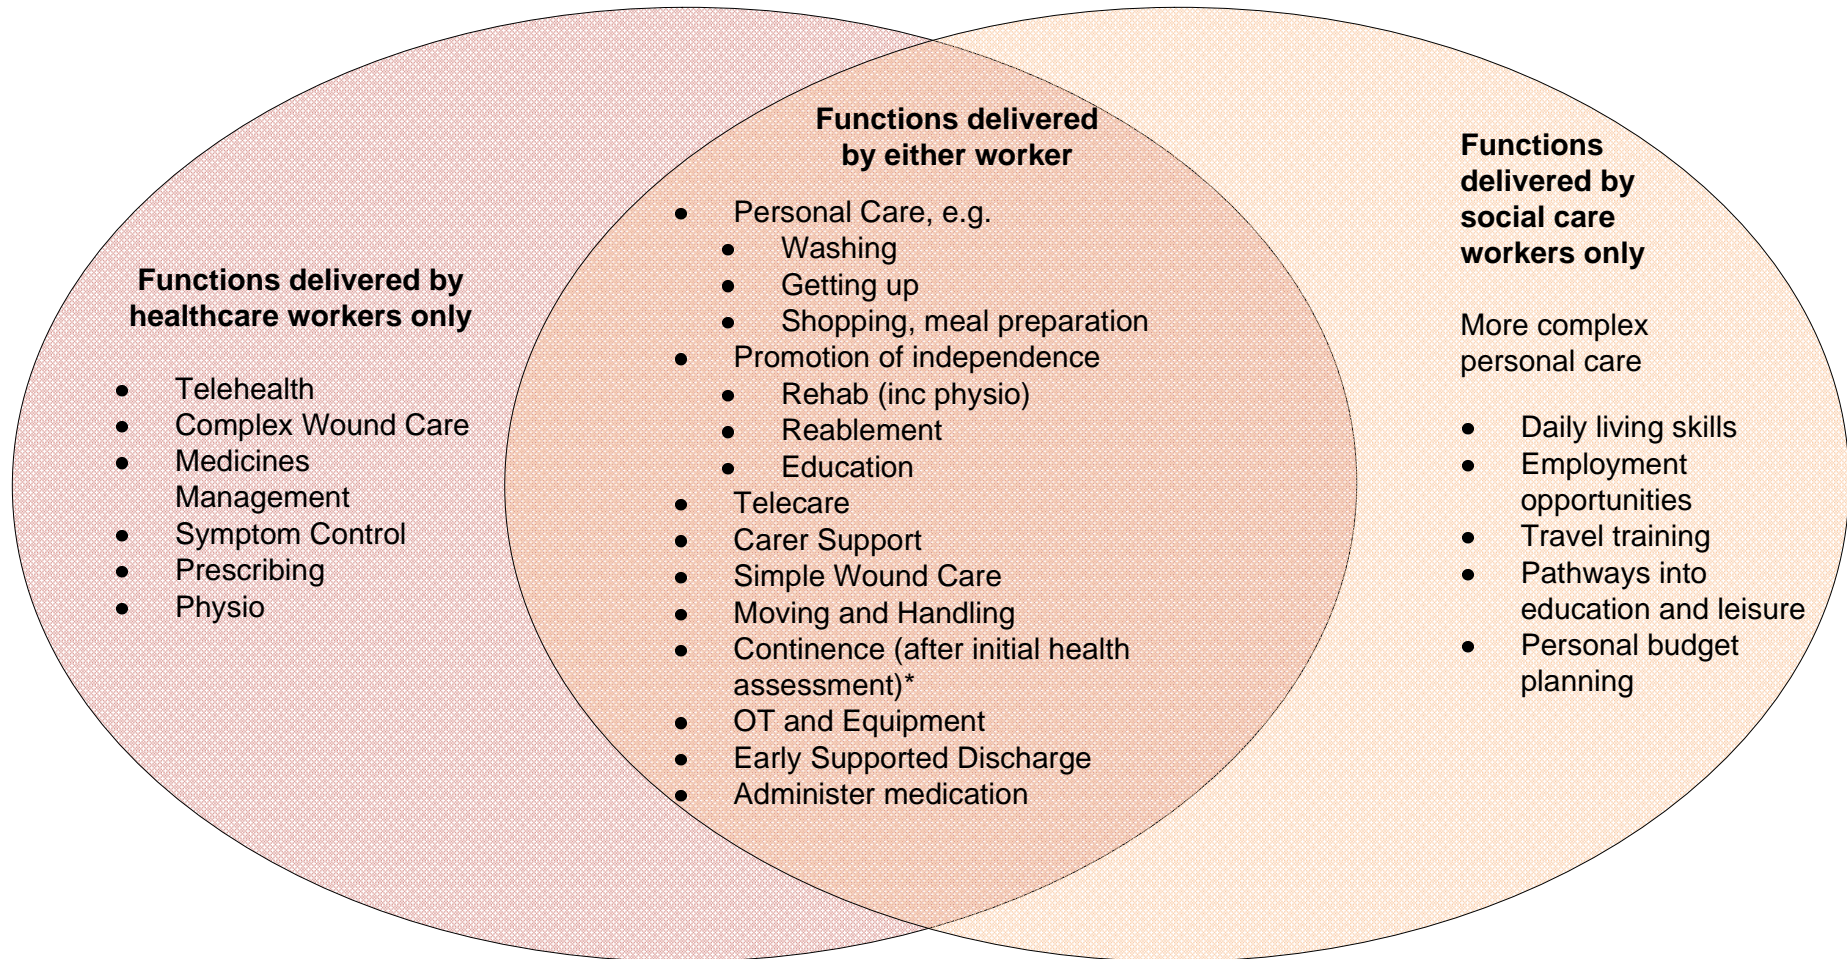 Functions delivered by
healthcare workers only
● Telehealth
● Complex Wound Care
● Medicines
Management
● Symptom Control
● Prescribing
● Physio
Functions delivered
by either worker
● Personal Care, e.g.
● Washing
● Getting up
● Shopping, meal preparation
● Promotion of independence
● Rehab (inc physio)
● Reablement
● Education
● Telecare
● Carer Support
● Simple Wound Care
● Moving and Handling
● Continence (after initial health
assessment)*
● OT and Equipment
● Early Supported Discharge
● Administer medication
Functions
delivered by
social care
workers only
More complex
personal care
● Daily living skills
● Employment
opportunities
● Travel training
● Pathways into
education and leisure
● Personal budget
planning